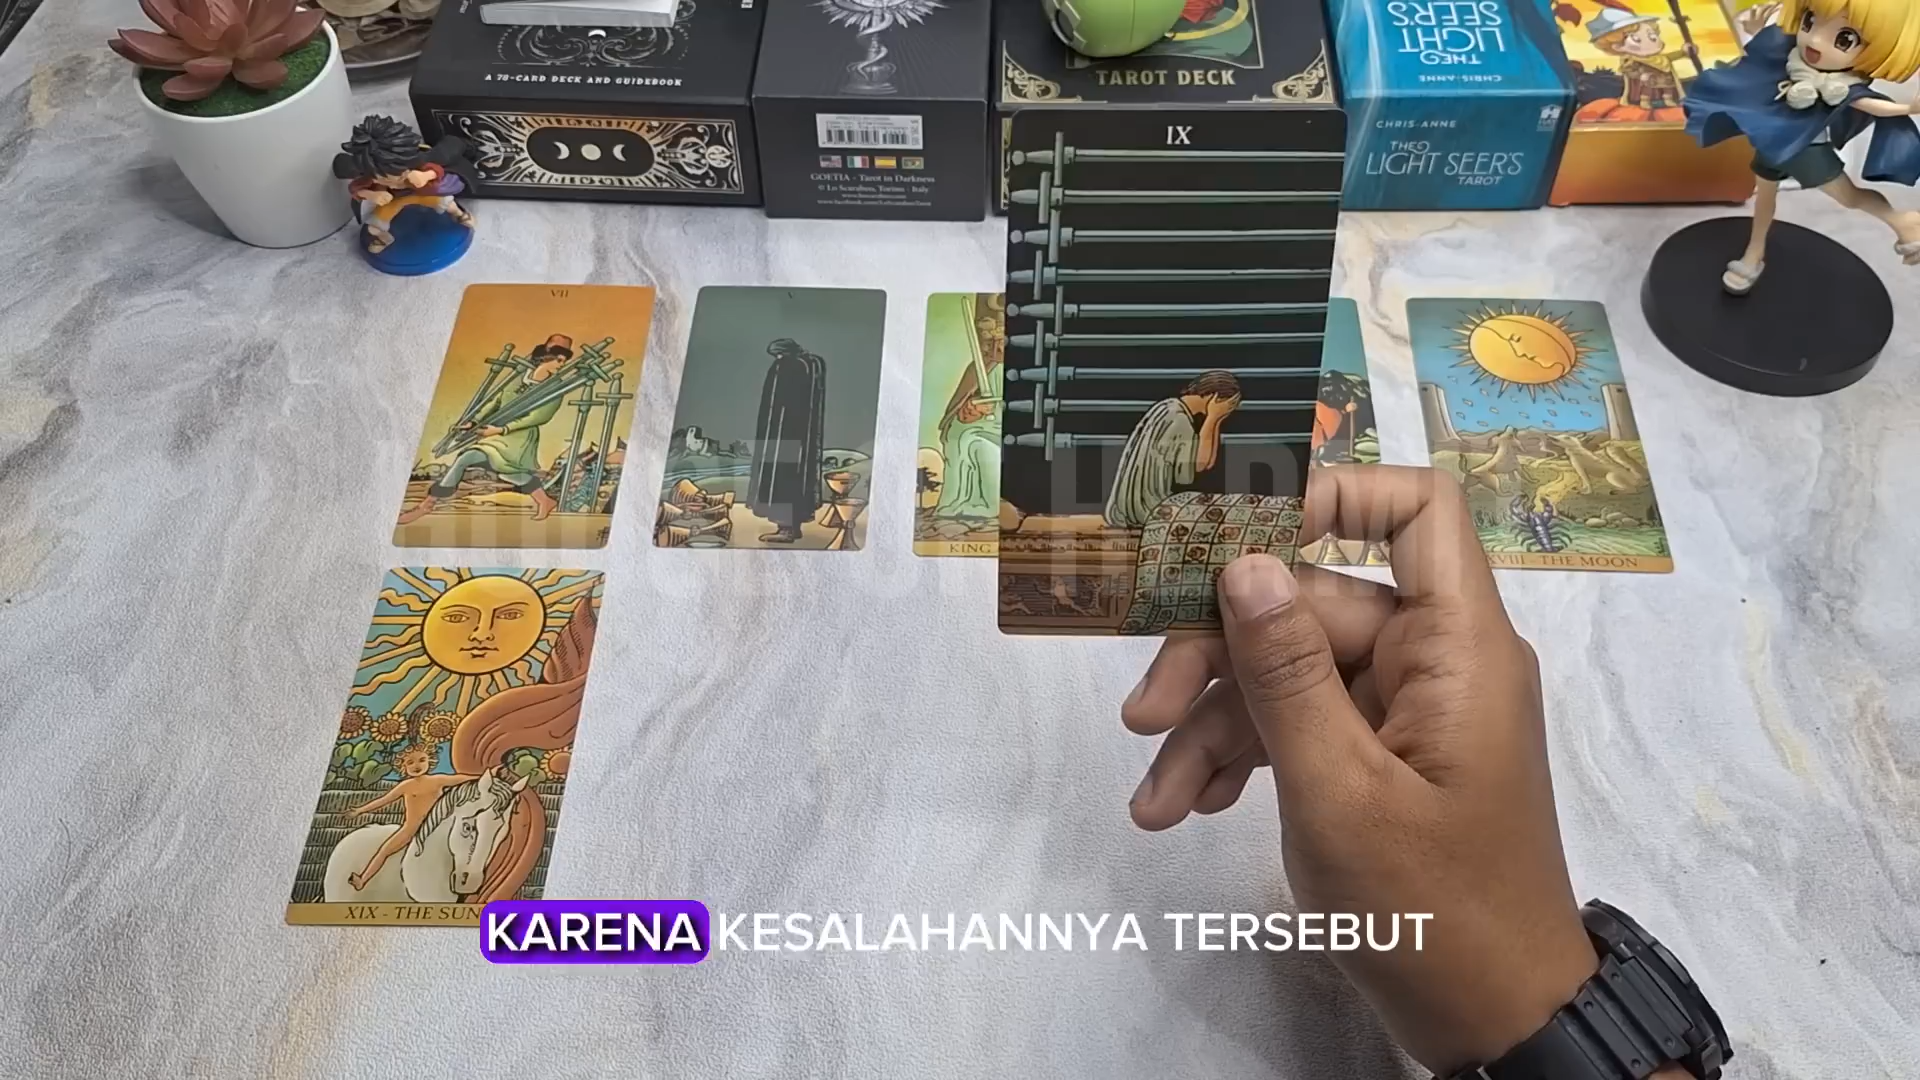 A 78-CARD DECK AND GUIDEBOOK
GOETIA - Tarot in Darkness
© Lo Scarabeo, Torino - Italy
TAROT DECK
CHRIS-ANNE
THE
LIGHT
SEER'S
CHRIS-ANNE
THE
LIGHT SEER'S
TAROT
IX
VII
V
KING
XVIII - THE MOON
XIX - THE SUN
KARENA KESALAHANNYA TERSEBUT